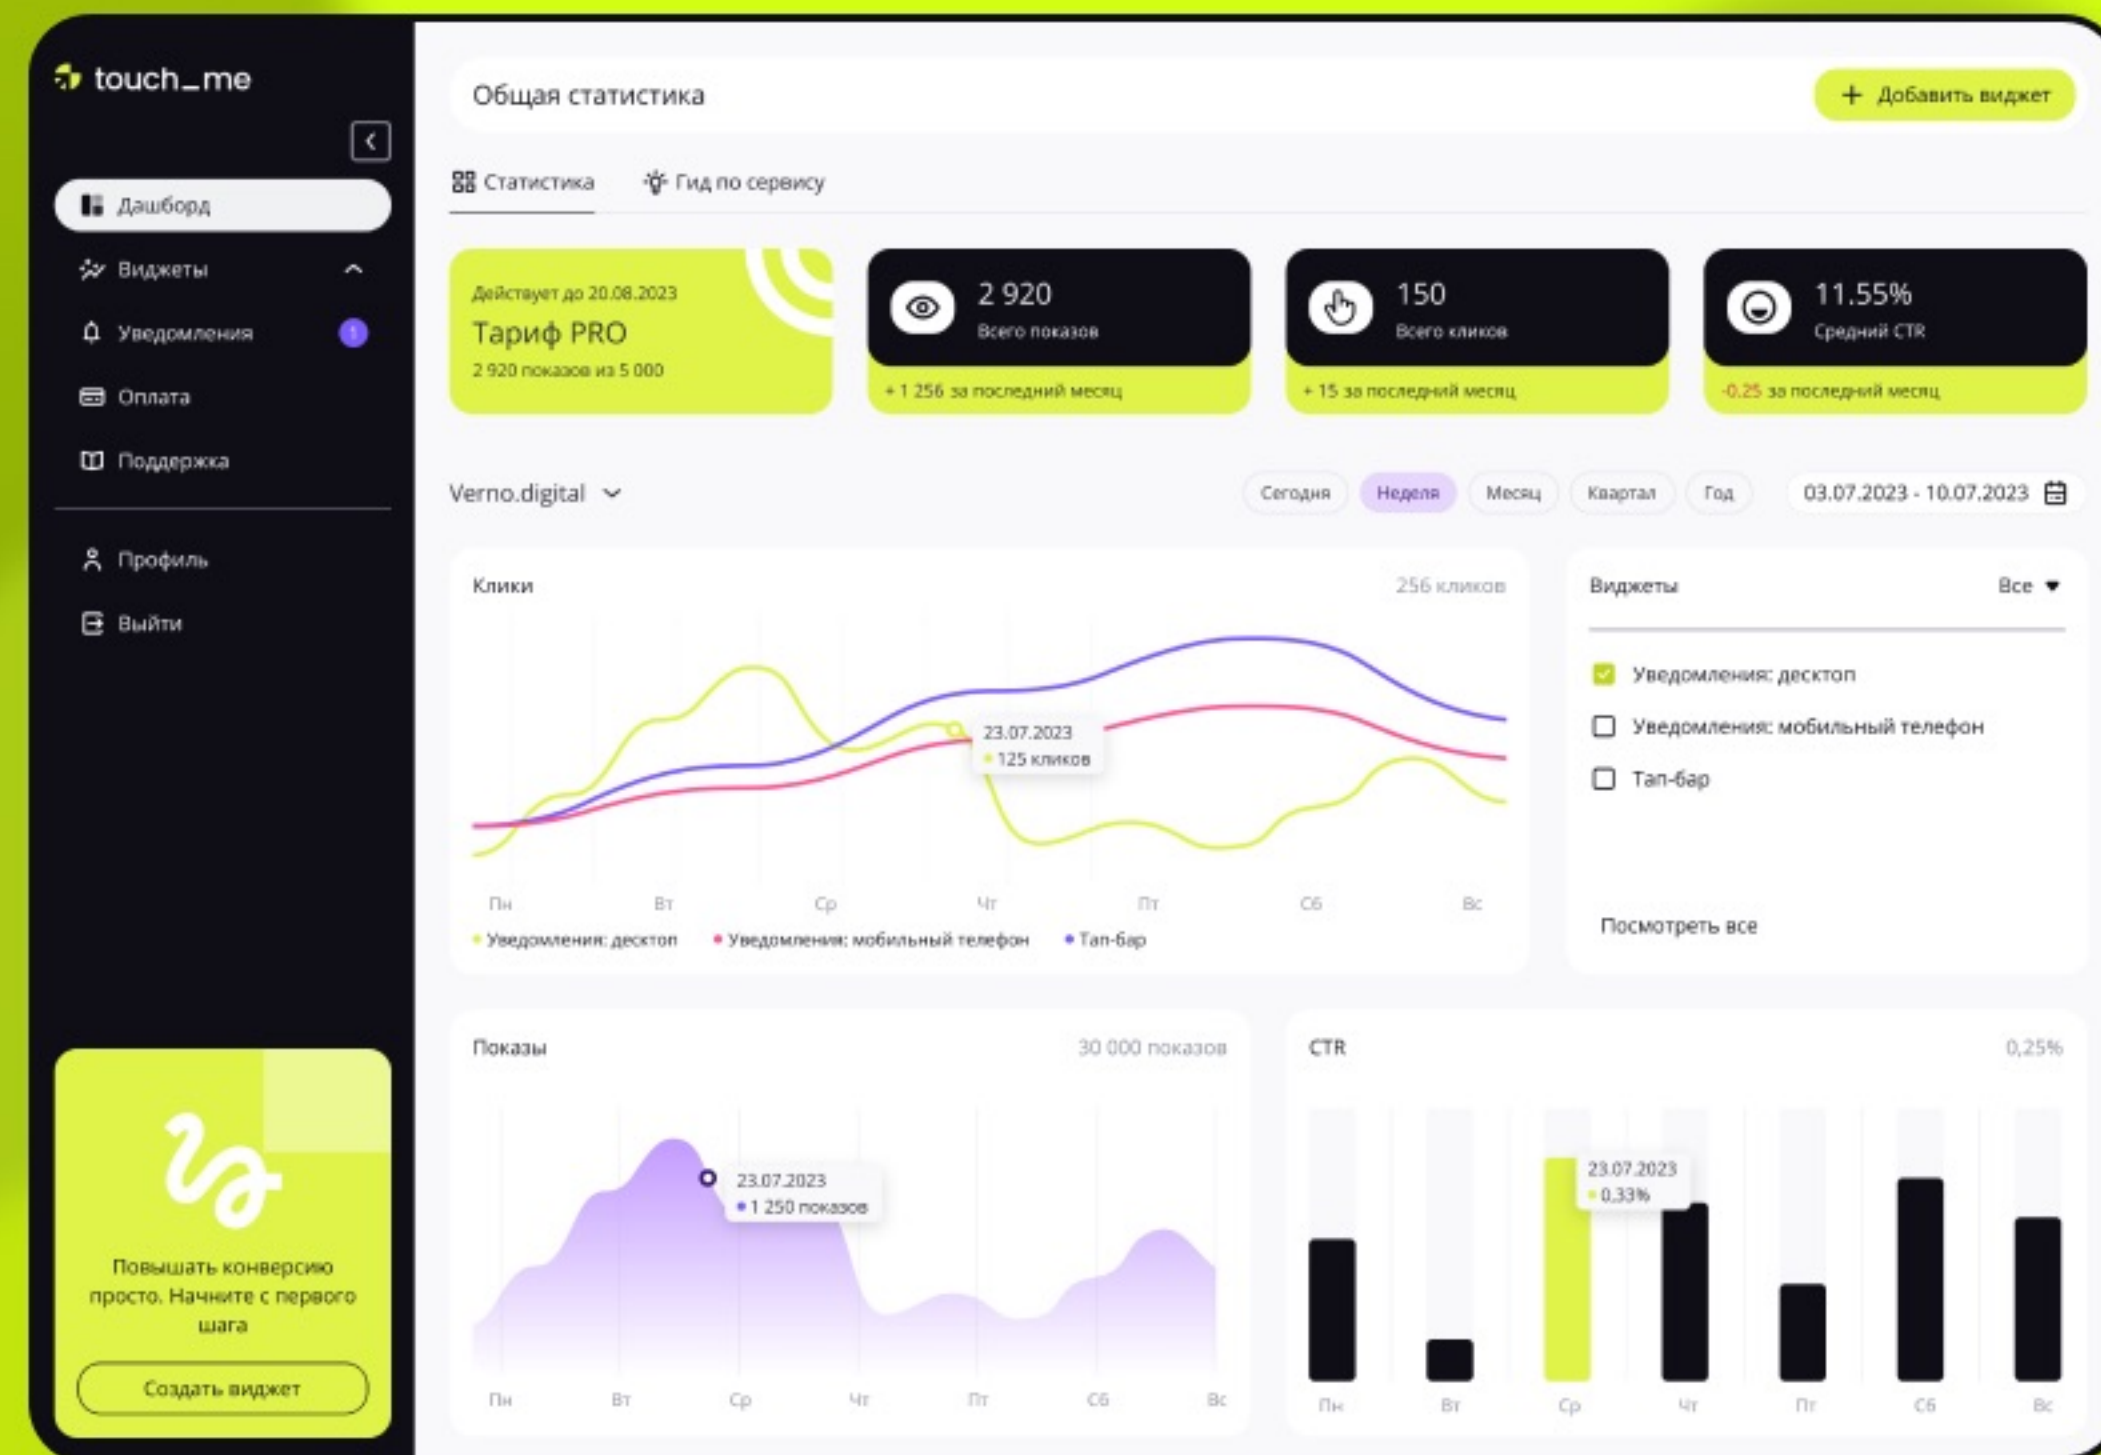 touch_me
Дашборд
Виджеты
Уведомления
1
Оплата
Поддержка
Профиль
Выйти
Повышать конверсию
просто. Начните с первого
шага
Создать виджет
Общая статистика
+ Добавить виджет
Статистика
Гид по сервису
Действует до 20.08.2023
Тариф PRO
2 920 показов из 5 000
2 920
Всего показов
+ 1 256 за последний месяц
150
Всего кликов
+ 15 за последний месяц
11.55%
Средний CTR
-0.25 за последний месяц
Verno.digital
Сегодня
Неделя
Месяц
Квартал
Год
03.07.2023 - 10.07.2023
Клики
256 кликов
23.07.2023
125 кликов
Пн Вт Ср Чт Пт Сб Вс
Уведомления: десктоп Уведомления: мобильный телефон Тап-бар
Виджеты
Все
Уведомления: десктоп
Уведомления: мобильный телефон
Тап-бар
Посмотреть все
Показы
30 000 показов
23.07.2023
1 250 показов
Пн Вт Ср Чт Пт Сб Вс
CTR
0,25%
23.07.2023
0,33%
Пн Вт Ср Чт Пт Сб Вс